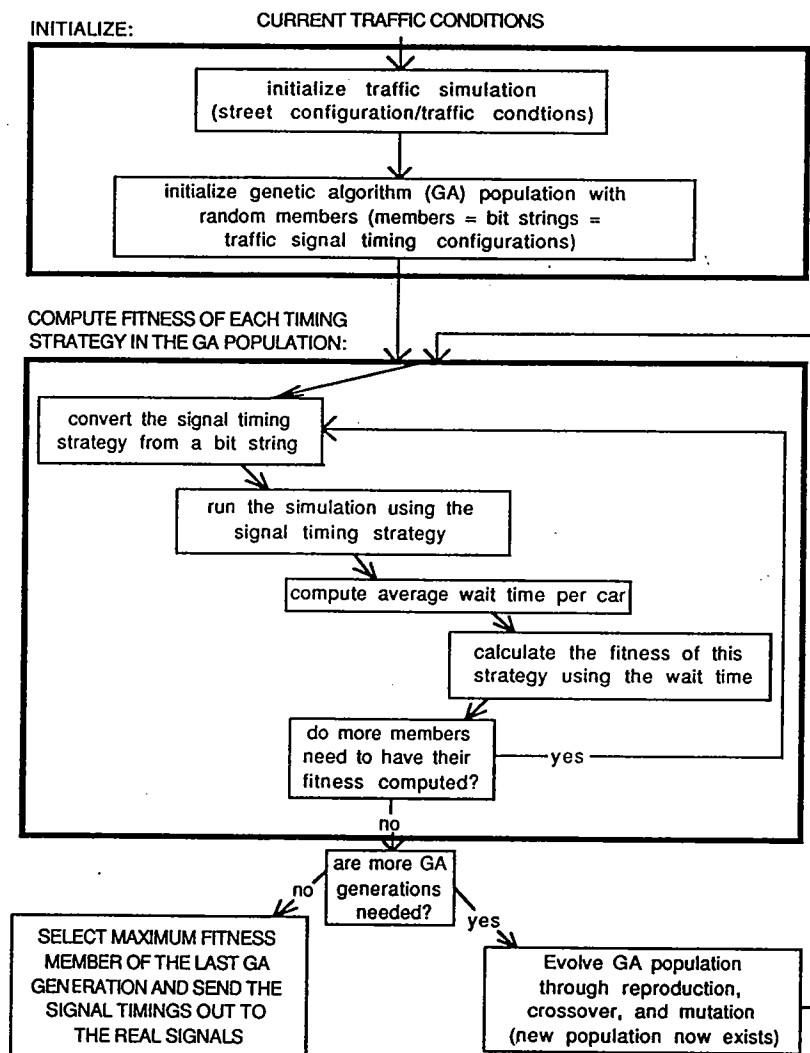 CURRENT TRAFFIC CONDITIONS
INITIALIZE:
initialize traffic simulation
(street configuration/traffic condtions)
initialize genetic algorithm (GA) population with
random members (members = bit strings =
traffic signal timing configurations)
COMPUTE FITNESS OF EACH TIMING
STRATEGY IN THE GA POPULATION:
convert the signal timing
strategy from a bit string
run the simulation using the
signal timing strategy
compute average wait time per car
calculate the fitness of this
strategy using the wait time
do more members
need to have their
fitness computed?
yes
no
are more GA
generations
needed?
no
yes
SELECT MAXIMUM FITNESS
MEMBER OF THE LAST GA
GENERATION AND SEND THE
SIGNAL TIMINGS OUT TO
THE REAL SIGNALS
Evolve GA population
through reproduction,
crossover, and mutation
(new population now exists)